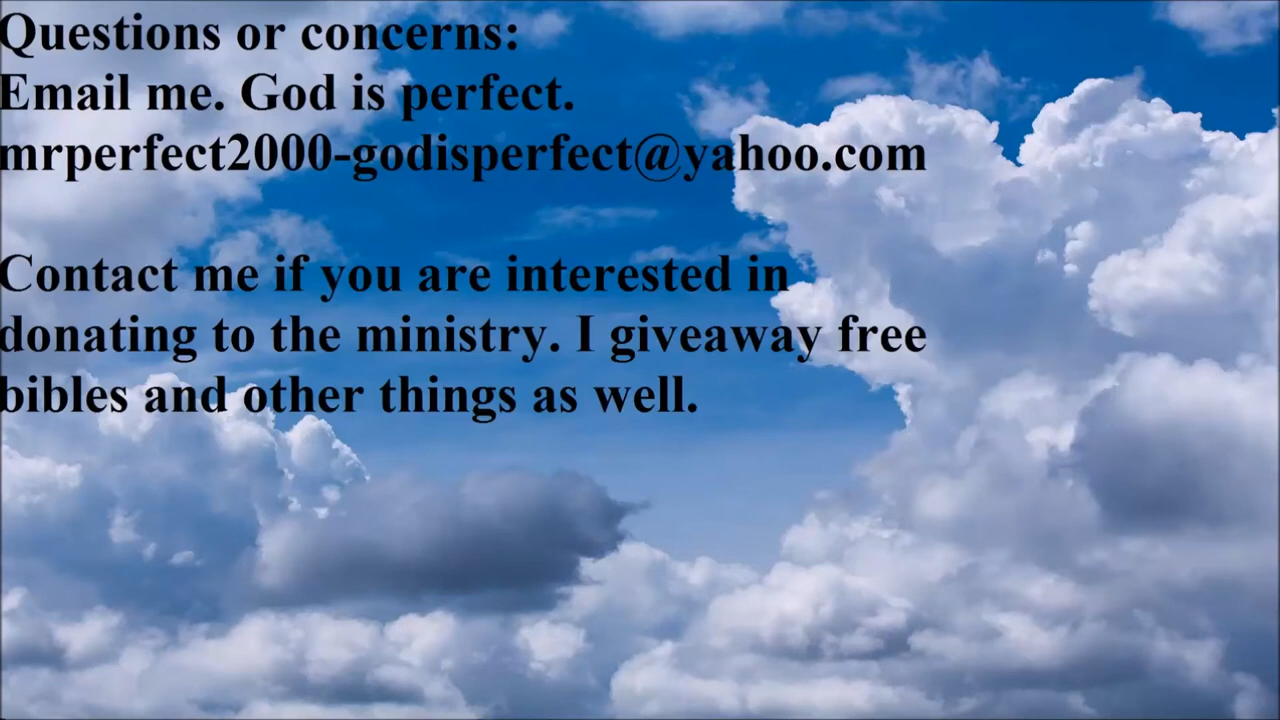 Questions or concerns:
Email me. God is perfect.
mrperfect2000-godisperfect@yahoo.com
Contact me if you are interested in
donating to the ministry. I giveaway free
bibles and other things as well.